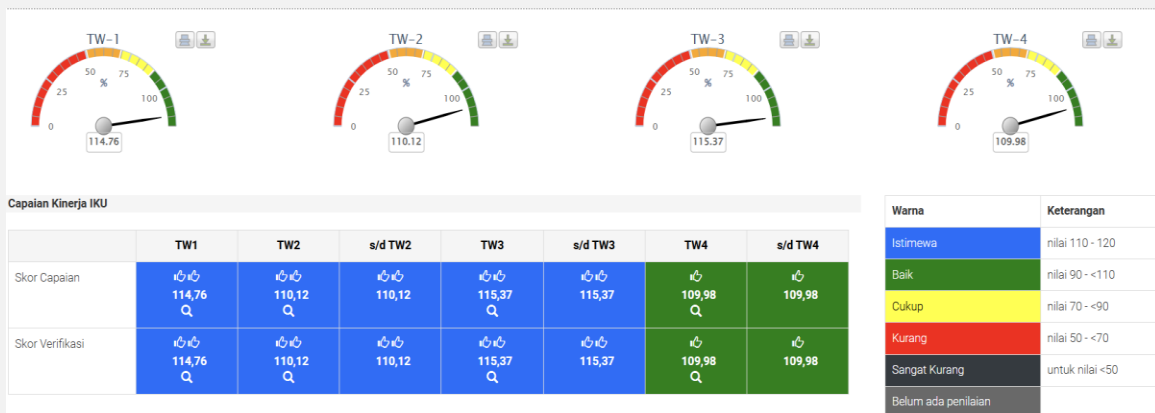 TW-1
50
75
%
25
100
0
114.76
TW-2
50
75
%
25
100
0
110.12
TW-3
50
75
%
25
100
0
115.37
TW-4
50
75
%
25
100
0
109.98
Capaian Kinerja IKU
TW1 TW2 s/d TW2 TW3 s/d TW3 TW4 s/d TW4
Skor Capaian
114,76 110,12 110,12 115,37 115,37 109,98 109,98
Skor Verifikasi
114,76 110,12 110,12 115,37 115,37 109,98 109,98
Warna Keterangan
Istimewa nilai 110 - 120
Baik nilai 90 - <110
Cukup nilai 70 - <90
Kurang nilai 50 - <70
Sangat Kurang untuk nilai <50
Belum ada penilaian